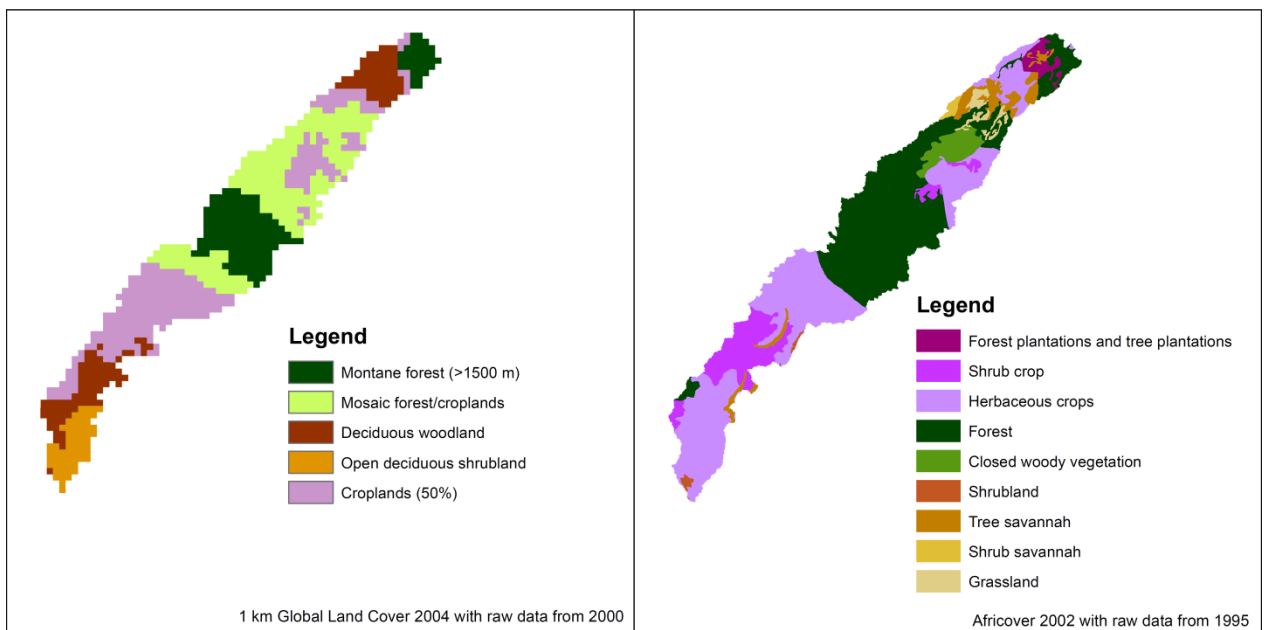 Legend
Montane forest (>1500 m)
Mosaic forest/croplands
Deciduous woodland
Open deciduous shrubland
Croplands (50%)
1 km Global Land Cover 2004 with raw data from 2000
Legend
Forest plantations and tree plantations
Shrub crop
Herbaceous crops
Forest
Closed woody vegetation
Shrubland
Tree savannah
Shrub savannah
Grassland
Africover 2002 with raw data from 1995